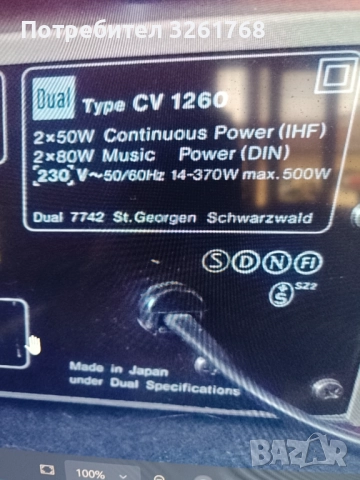 Потребител 3261768
Dual Type CV 1260
2×50W Continuous Power (IHF)
2×80W Music Power (DIN)
230 V~50/60Hz 14-370W max. 500W
Dual 7742 St. Georgen Schwarzwald
S D N FI
S SZ2
Made in Japan
under Dual Specifications
100%
BAZAR